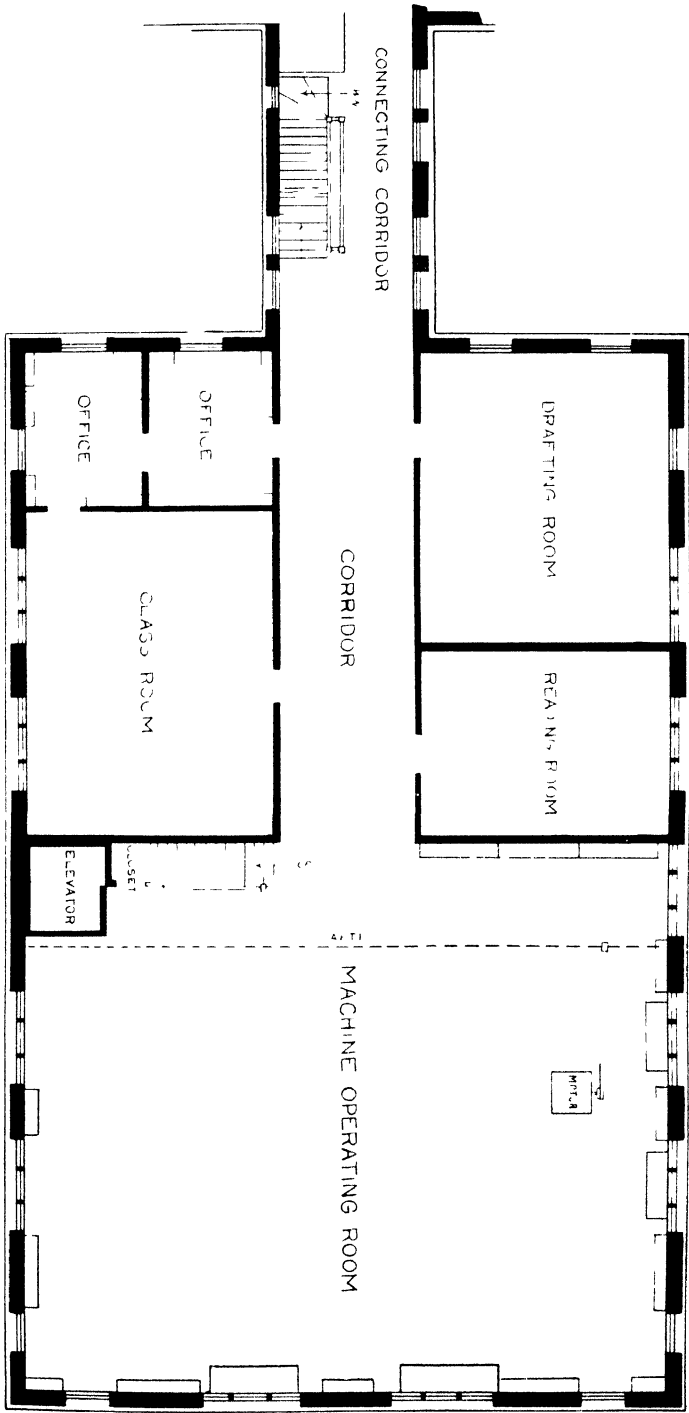 CONNECTING CORRIDOR
DRAFTING ROOM
OFFICE
OFFICE
CORRIDOR
CLASS ROOM
READING ROOM
ELEVATOR
CLOSET
MACHINE OPERATING ROOM
MOTOR